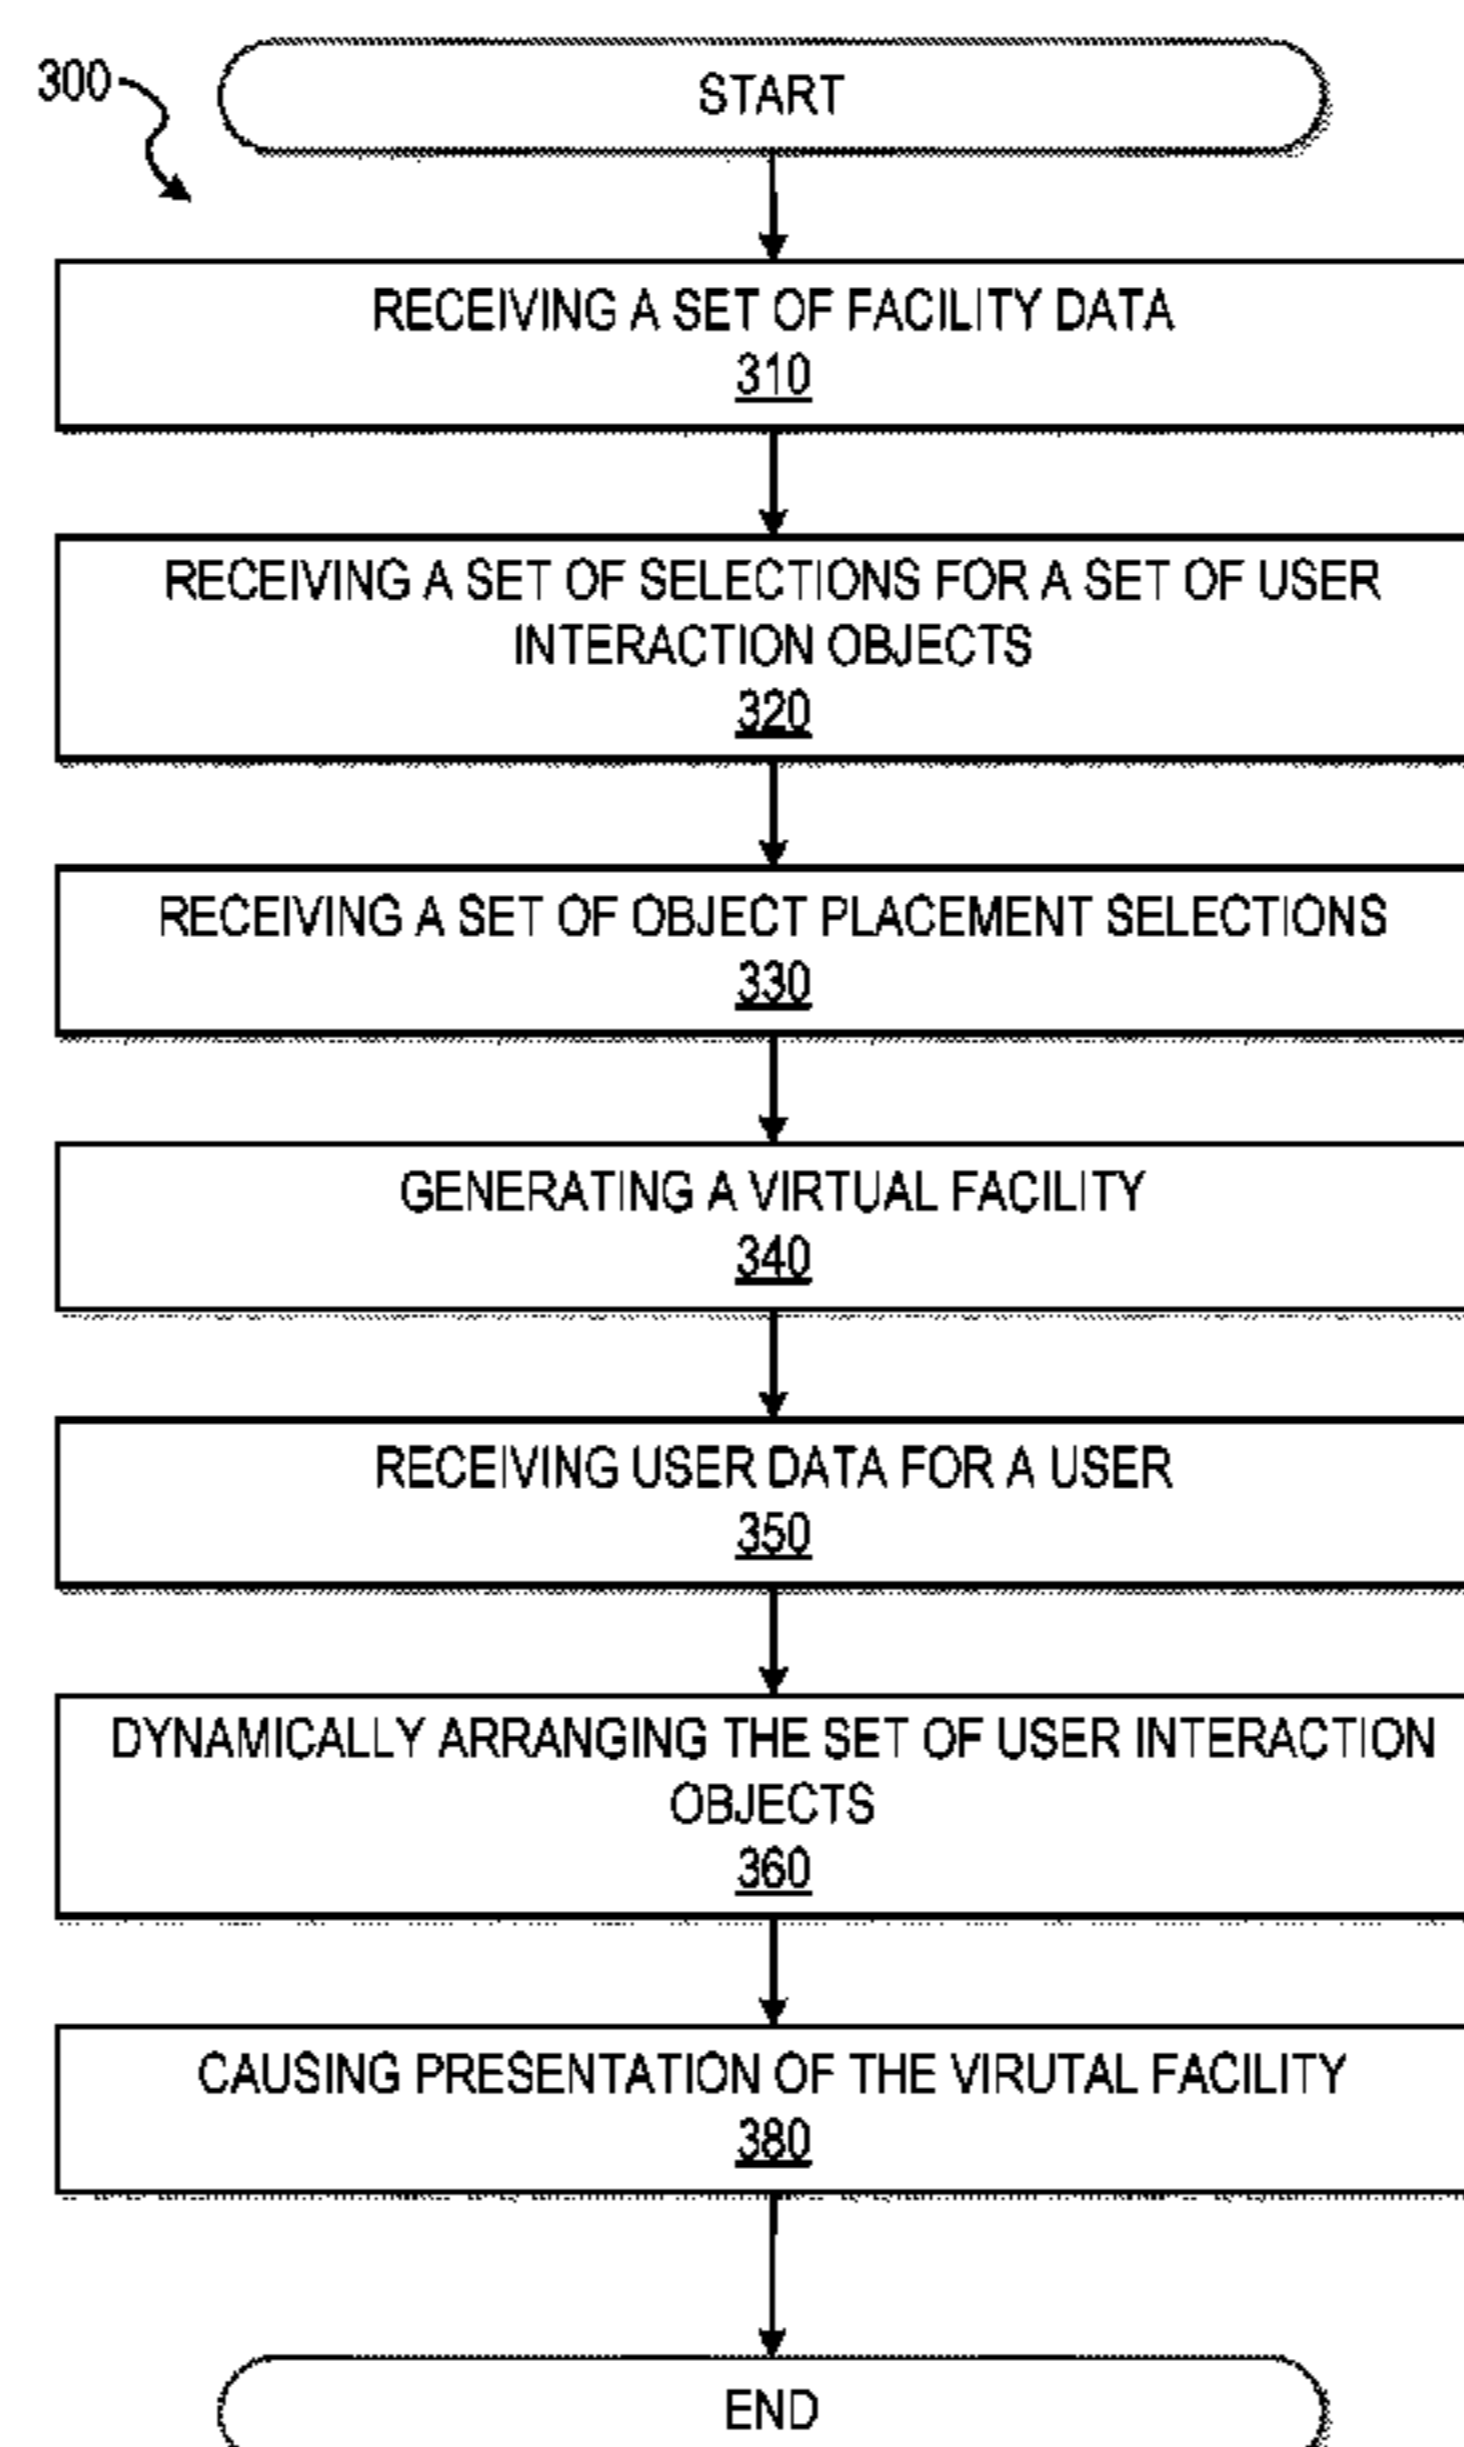 300
START
RECEIVING A SET OF FACILITY DATA
310
RECEIVING A SET OF SELECTIONS FOR A SET OF USER
INTERACTION OBJECTS
320
RECEIVING A SET OF OBJECT PLACEMENT SELECTIONS
330
GENERATING A VIRTUAL FACILITY
340
RECEIVING USER DATA FOR A USER
350
DYNAMICALLY ARRANGING THE SET OF USER INTERACTION
OBJECTS
360
CAUSING PRESENTATION OF THE VIRUTAL FACILITY
380
END